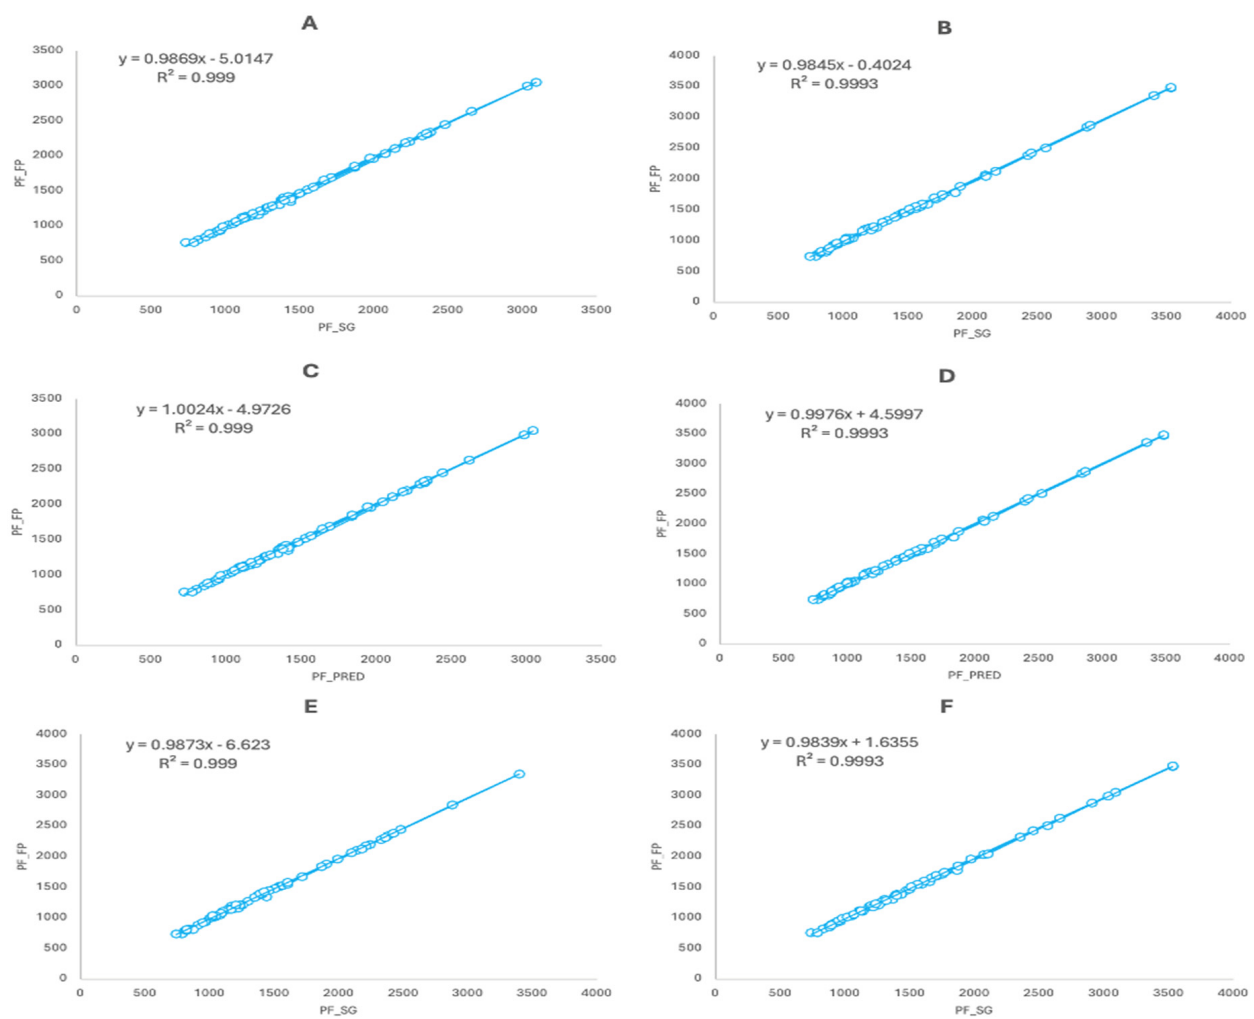 A
y = 0.9869x - 5.0147
R² = 0.999
3500
3000
2500
2000
1500
1000
500
0
PF_FP
0 500 1000 1500 2000 2500 3000 3500
PF_SG
B
y = 0.9845x - 0.4024
R² = 0.9993
4000
3500
3000
2500
2000
1500
1000
500
0
PF_FP
0 500 1000 1500 2000 2500 3000 3500 4000
PF_SG
C
y = 1.0024x - 4.9726
R² = 0.999
3500
3000
2500
2000
1500
1000
500
0
PF_FP
0 500 1000 1500 2000 2500 3000 3500
PF_PRED
D
y = 0.9976x + 4.5997
R² = 0.9993
4000
3500
3000
2500
2000
1500
1000
500
0
PF_FP
0 500 1000 1500 2000 2500 3000 3500 4000
PF_PRED
E
y = 0.9873x - 6.623
R² = 0.999
4000
3500
3000
2500
2000
1500
1000
500
0
PF_FP
0 500 1000 1500 2000 2500 3000 3500 4000
PF_SG
F
y = 0.9839x + 1.6355
R² = 0.9993
4000
3500
3000
2500
2000
1500
1000
500
0
PF_FP
0 500 1000 1500 2000 2500 3000 3500 4000
PF_SG